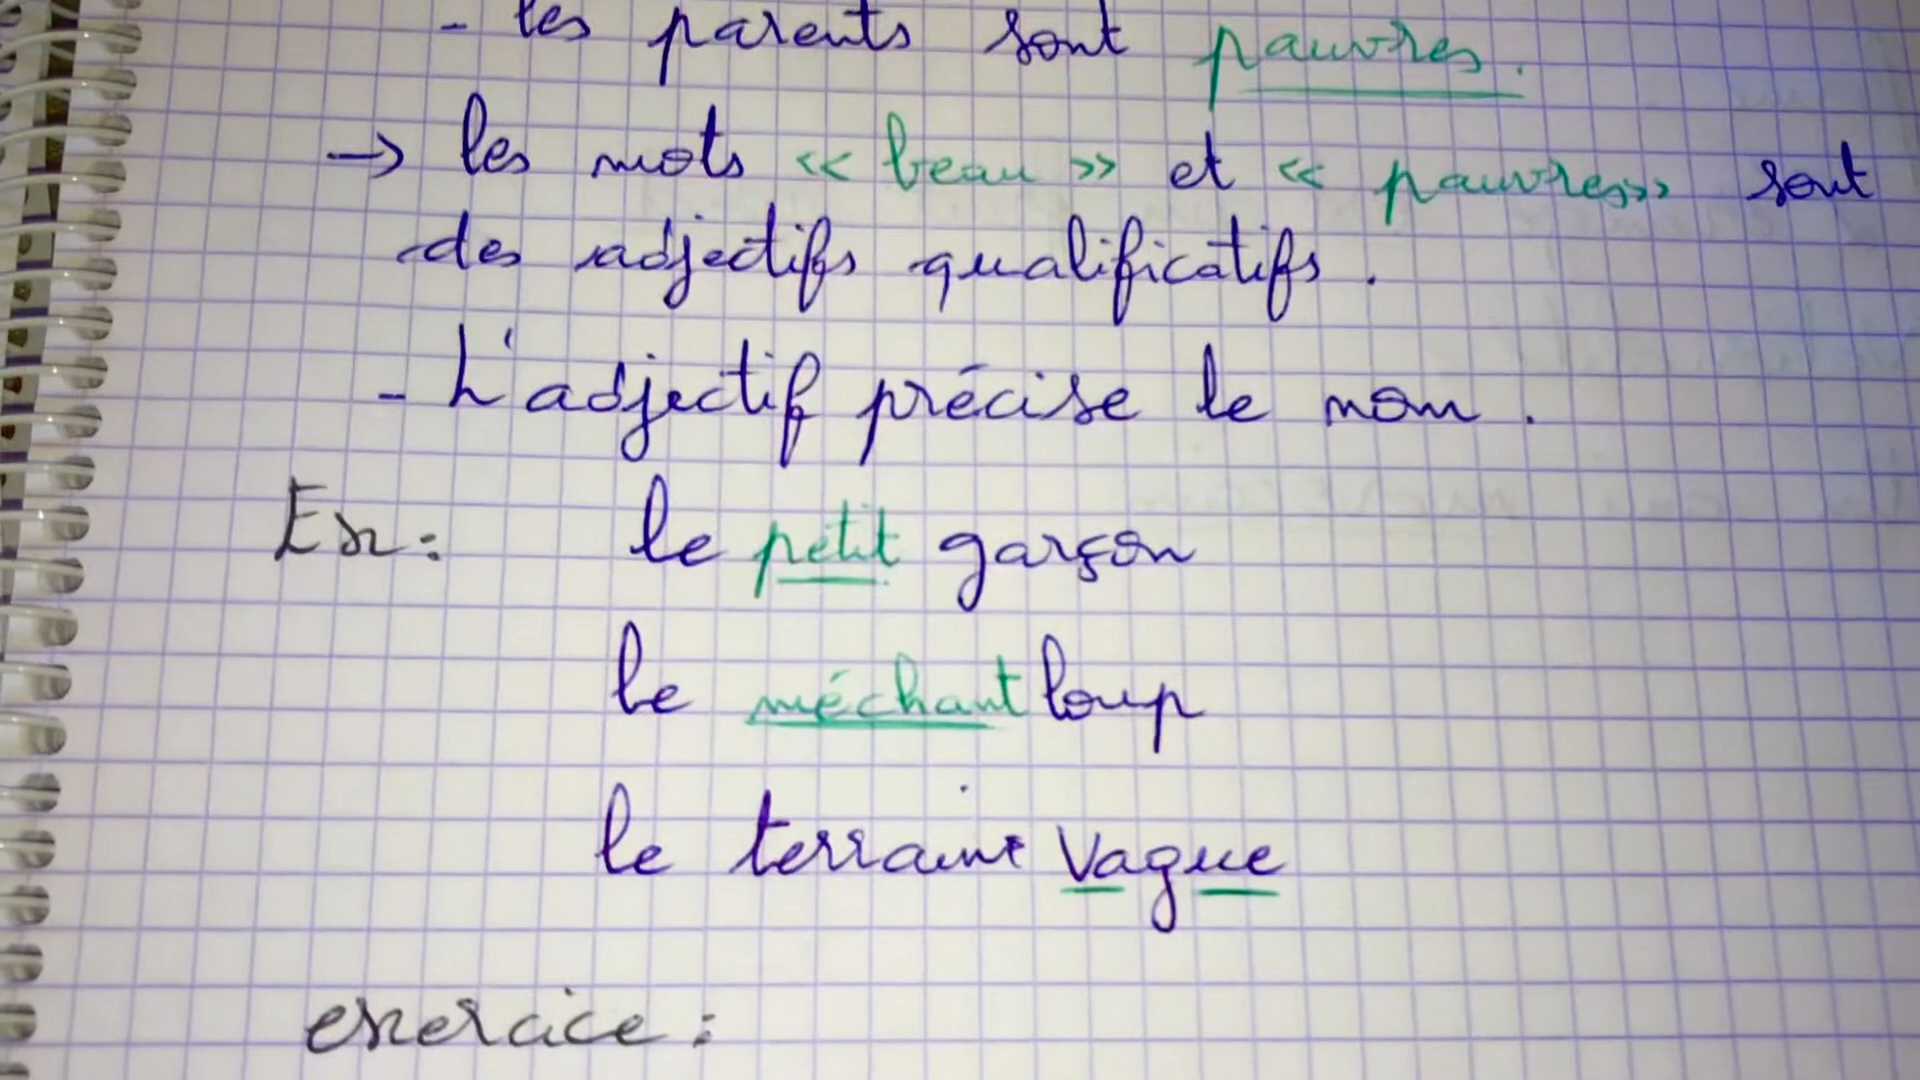 - les parents sont pauvres.
→ les mots « beau » et « pauvres » sont
des adjectifs qualificatifs.
- L'adjectif précise le nom.
Ex: le petit garçon
le méchant loup
le terrain vague
exercice :